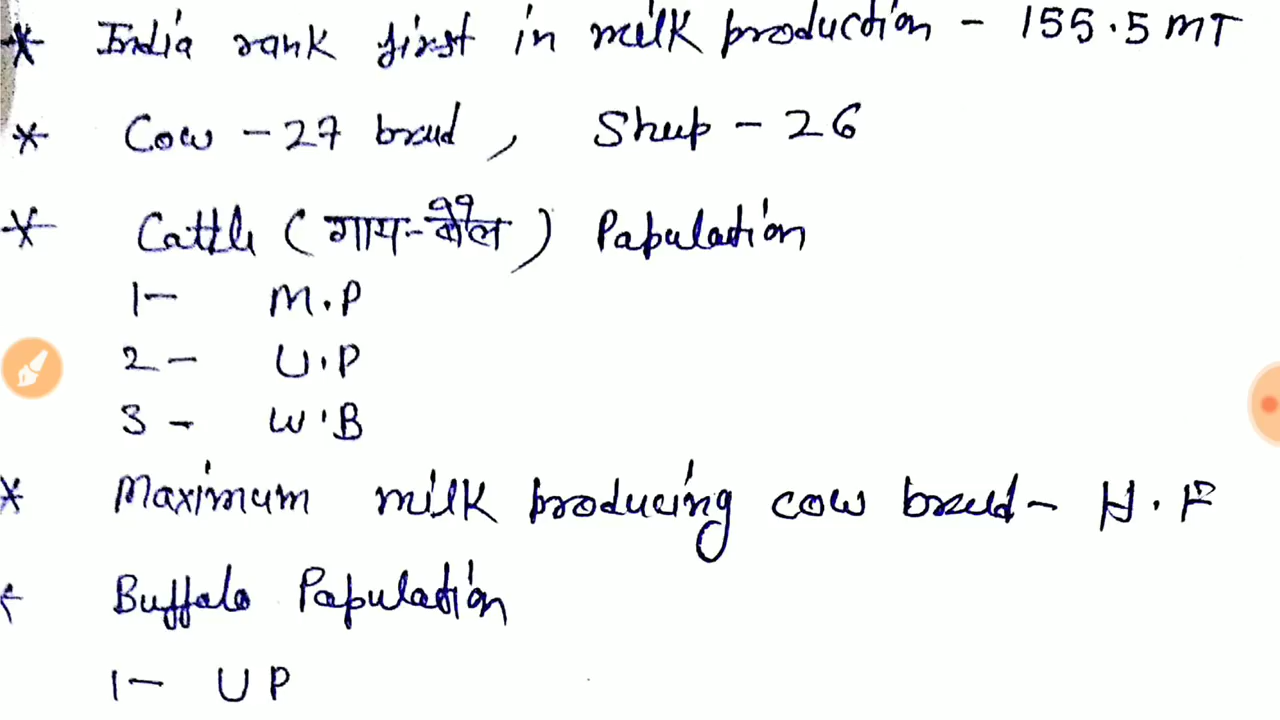 * India rank first in milk production - 155.5 MT
* Cow - 27 breed, Sheep - 26
* Cattle (गाय-बैल) Papulation
1- M.P
2- U.P
3- W.B
* Maximum milk producing cow breed - H.F
* Buffalo Papulation
1- UP